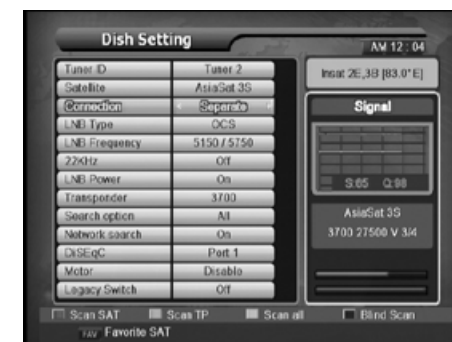 Dish Setting
AM 12 : 04
Tuner ID Tuner 2
Insat 2E,3B [83.0°E]
Satellite AsiaSat 3S
Connection Separate
Signal
LNB Type OCS
LNB Frequency 5150 / 5750
22KHz Off
LNB Power On
S:65 Q:98
Transponder 3700
Search option All
AsiaSat 3S
Network search On
3700 27500 V 3/4
DiSEqC Port 1
Motor Disable
Legacy Switch Off
Scan SAT Scan TP Scan all Blind Scan
FAV Favorite SAT